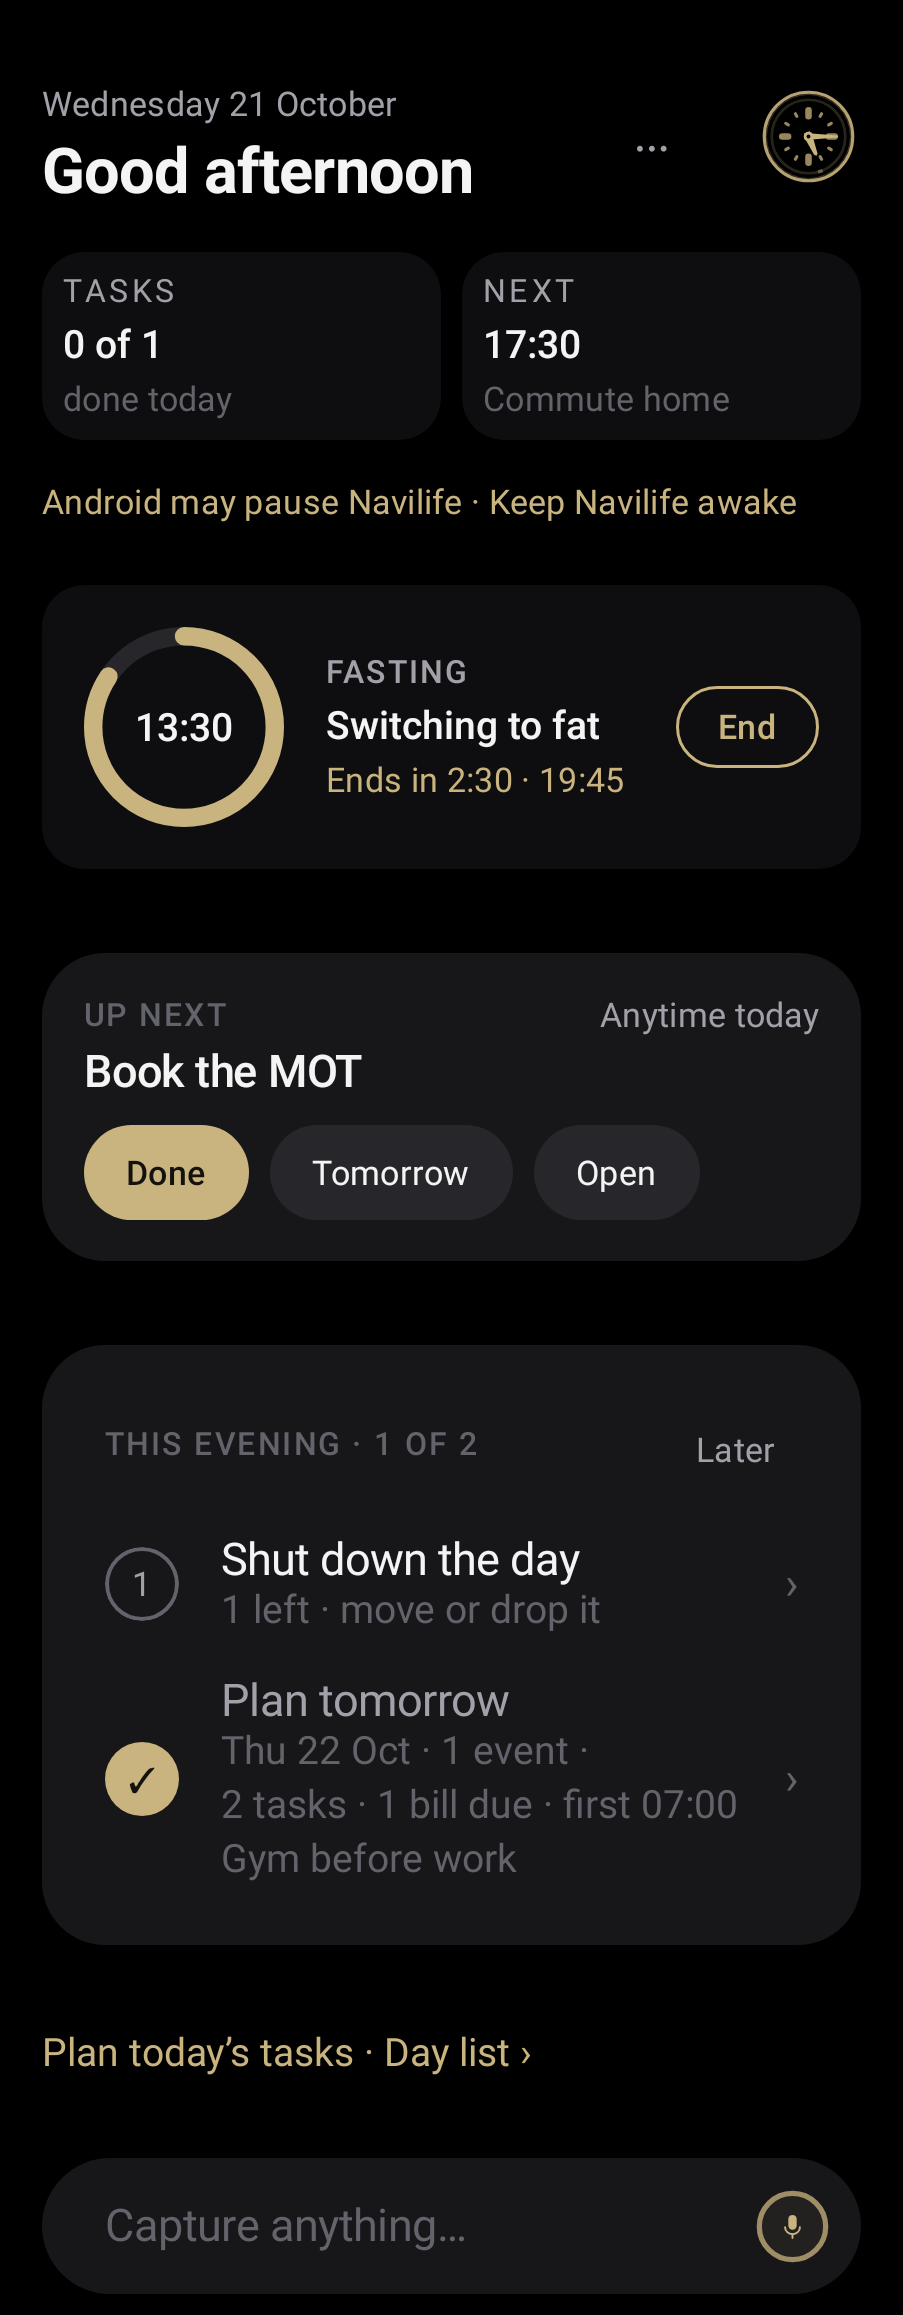 Wednesday 21 October
Good afternoon
...
TASKS
0 of 1
done today
NEXT
17:30
Commute home
Android may pause Navilife · Keep Navilife awake
13:30
FASTING
Switching to fat
Ends in 2:30 · 19:45
End
UP NEXT
Anytime today
Book the MOT
Done
Tomorrow
Open
THIS EVENING · 1 OF 2
Later
1
Shut down the day
1 left · move or drop it
›
✓
Plan tomorrow
Thu 22 Oct · 1 event ·
2 tasks · 1 bill due · first 07:00
Gym before work
›
Plan today’s tasks · Day list ›
Capture anything…